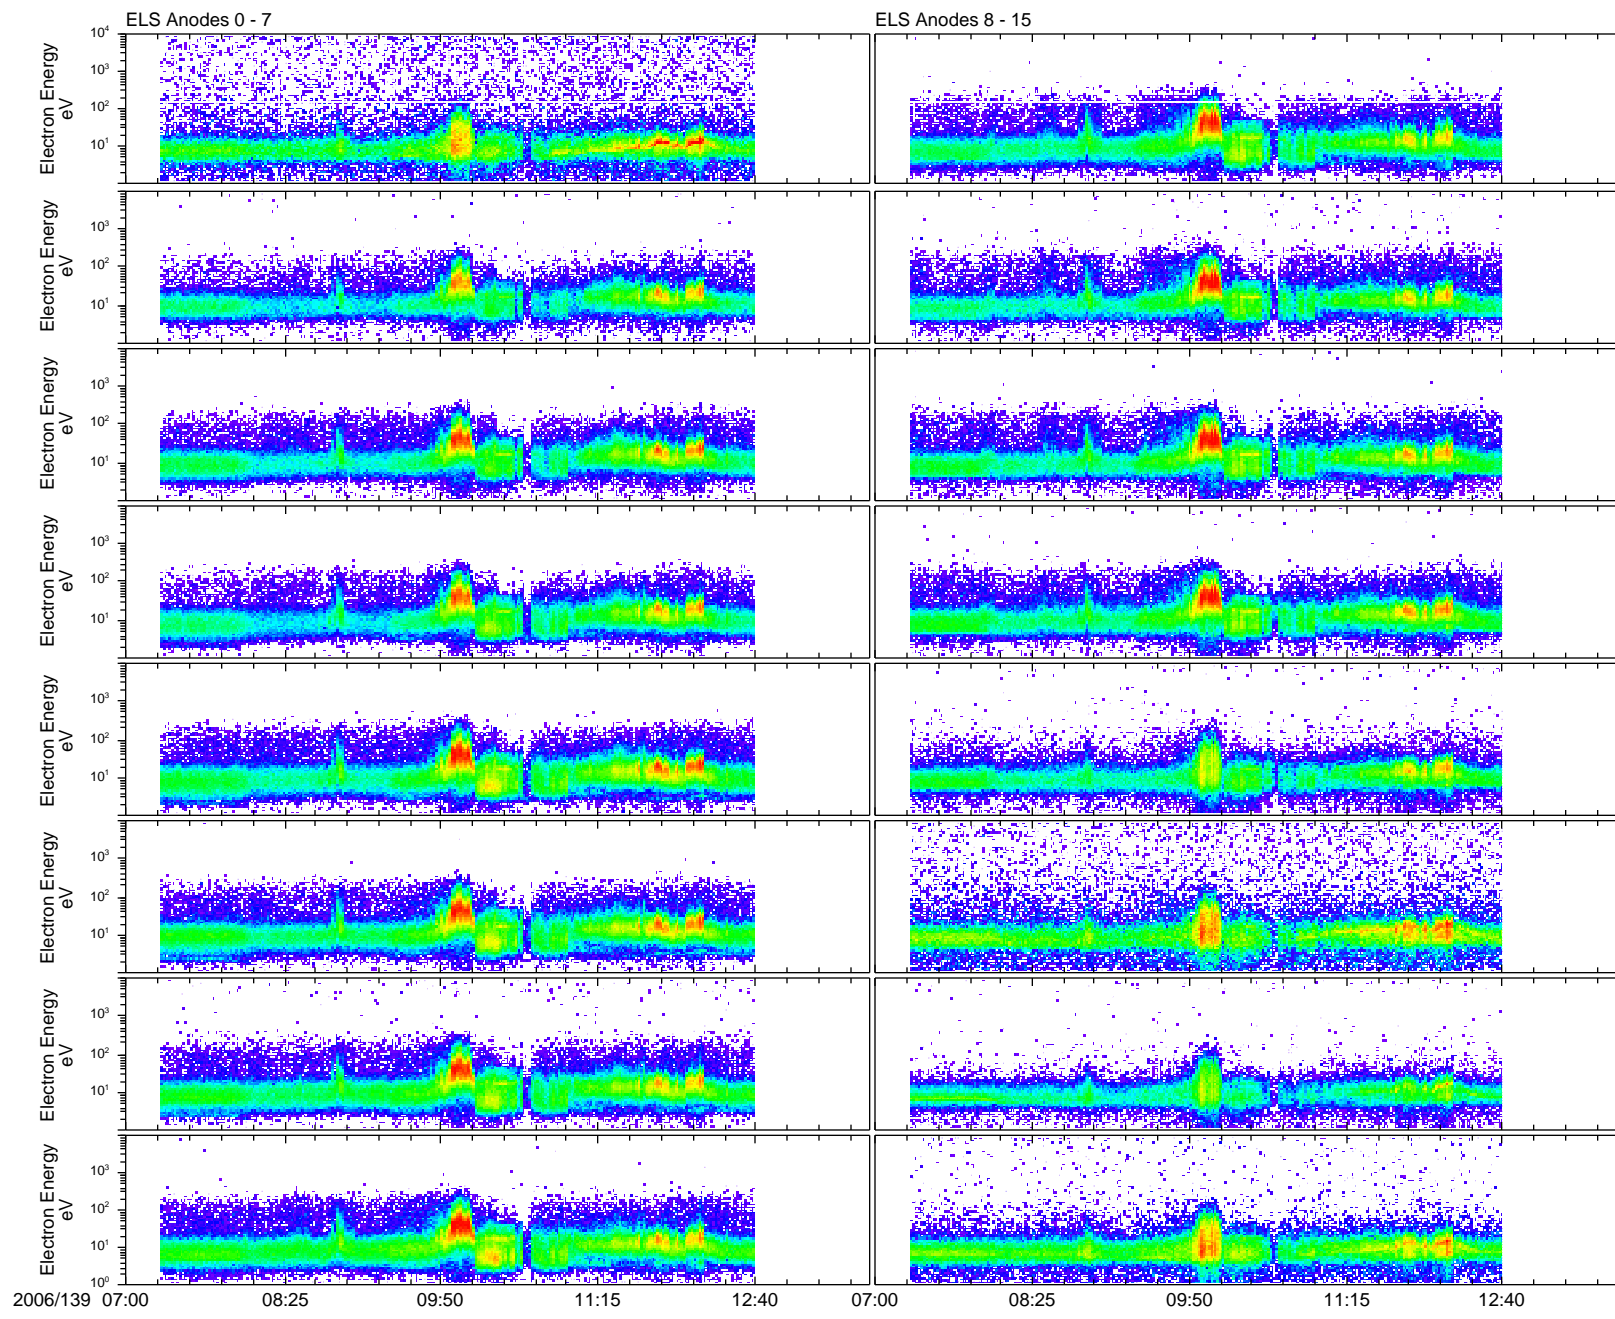 ELS Anodes 0 - 7 ELS Anodes 8 - 15
Electron Energy
eV
10⁴
10³
10²
10¹
Electron Energy
eV
10³
10²
10¹
Electron Energy
eV
10³
10²
10¹
Electron Energy
eV
10³
10²
10¹
Electron Energy
eV
10³
10²
10¹
Electron Energy
eV
10³
10²
10¹
Electron Energy
eV
10³
10²
10¹
Electron Energy
eV
10³
10²
10¹
10⁰
2006/139 07:00 08:25 09:50 11:15 12:40 07:00 08:25 09:50 11:15 12:40